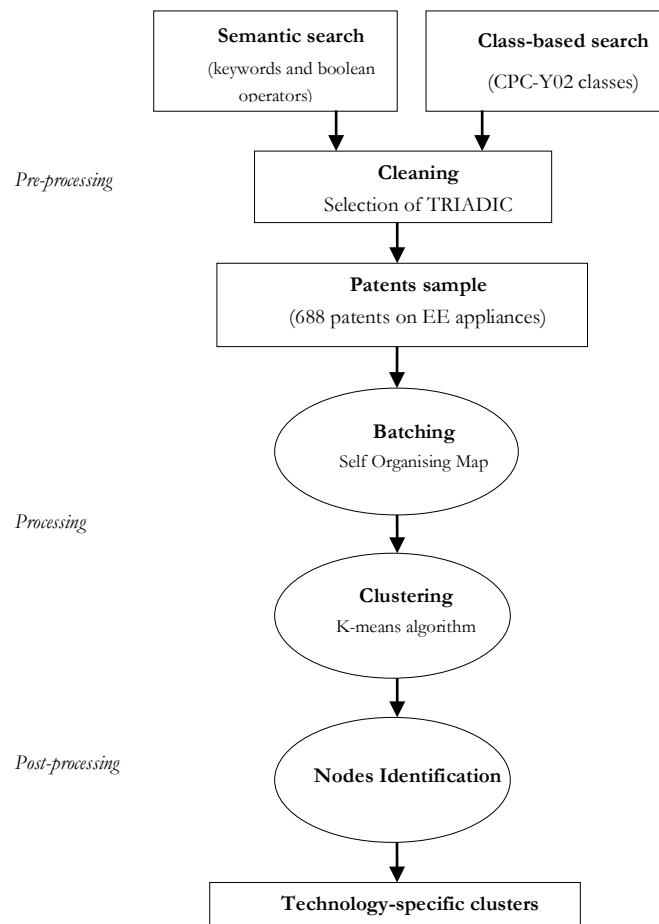 Semantic search
(keywords and boolean
operators)
Class-based search
(CPC-Y02 classes)
Pre-processing
Cleaning
Selection of TRIADIC
Patents sample
(688 patents on EE appliances)
Batching
Self Organising Map
Processing
Clustering
K-means algorithm
Post-processing
Nodes Identification
Technology-specific clusters